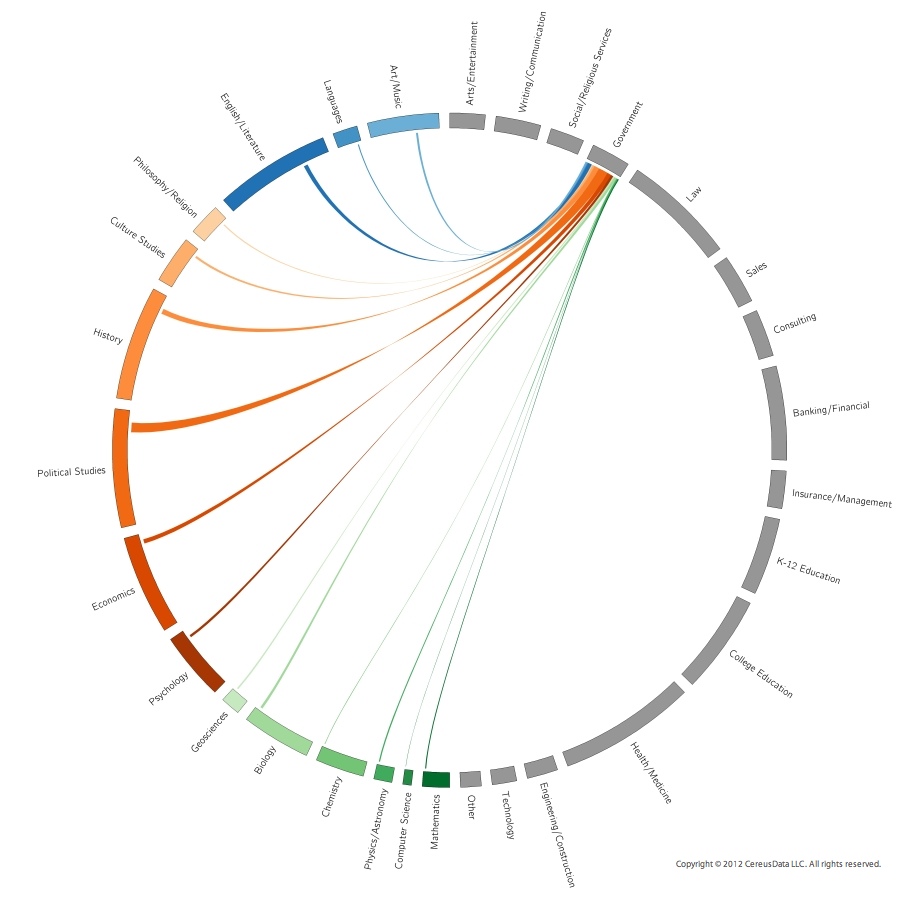 Arts/Entertainment
Writing/Communication
Social/Religious Services
Government
Law
Sales
Consulting
Banking/Financial
Insurance/Management
K-12 Education
College Education
Health/Medicine
Engineering/Construction
Technology
Other
Mathematics
Computer Science
Physics/Astronomy
Chemistry
Biology
Geosciences
Psychology
Economics
Political Studies
History
Culture Studies
Philosophy/Religion
English/Literature
Languages
Art/Music
Copyright © 2012 CereusData LLC. All rights reserved.